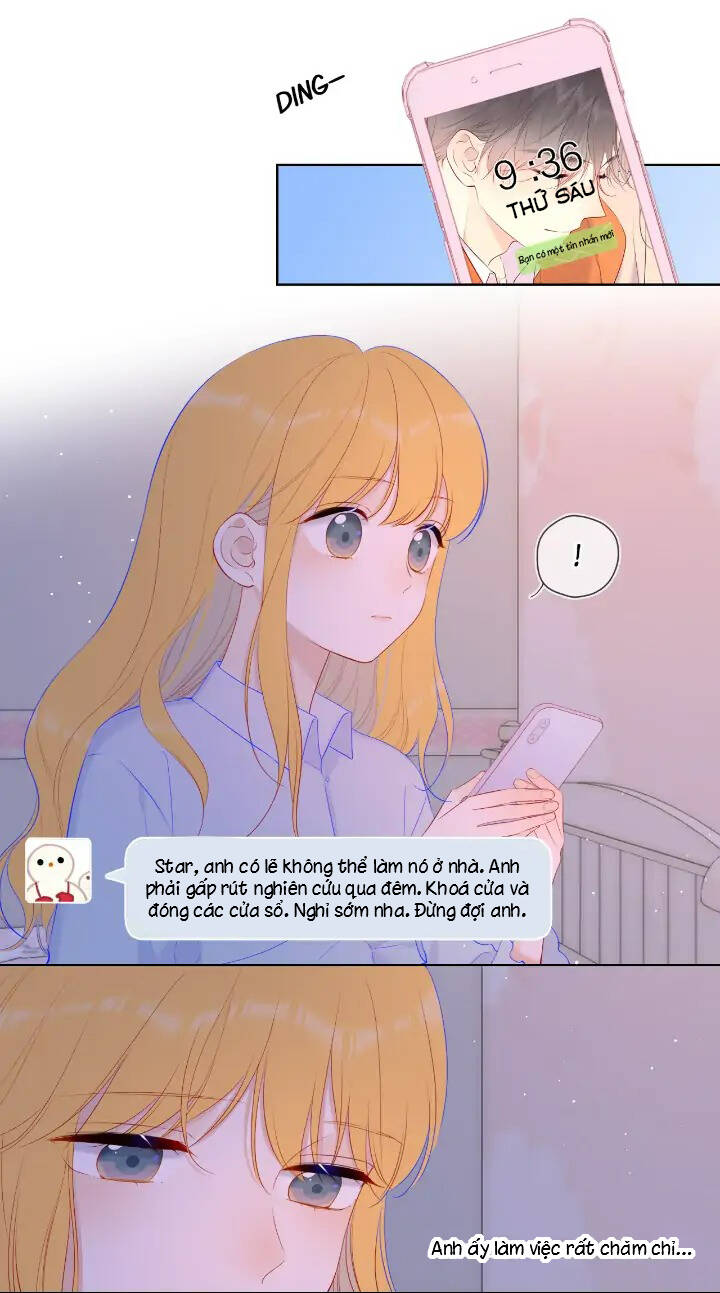 DING—
9:36
THỨ SÁU
Bạn có một tin nhắn mới
!
Star, anh có lẽ không thể làm nó ở nhà. Anh
phải gấp rút nghiên cứu qua đêm. Khoá cửa và
đóng các cửa sổ. Nghỉ sớm nha. Đừng đợi anh.
Anh ấy làm việc rất chăm chỉ...